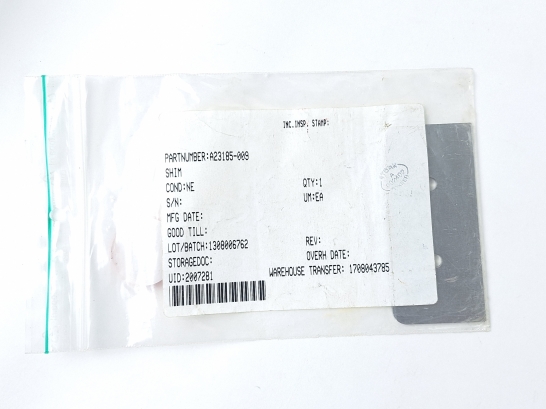 INC.INSP. STAMP:
PARTNUMBER:A23185-009
SHIM
COND:NE QTY:1
S/N: UM:EA
MFG DATE:
GOOD TILL:
LOT/BATCH:1308006762 REV:
STORAGEDOC: OVERH DATE:
UID:2007281 WAREHOUSE TRANSFER: 1708043785